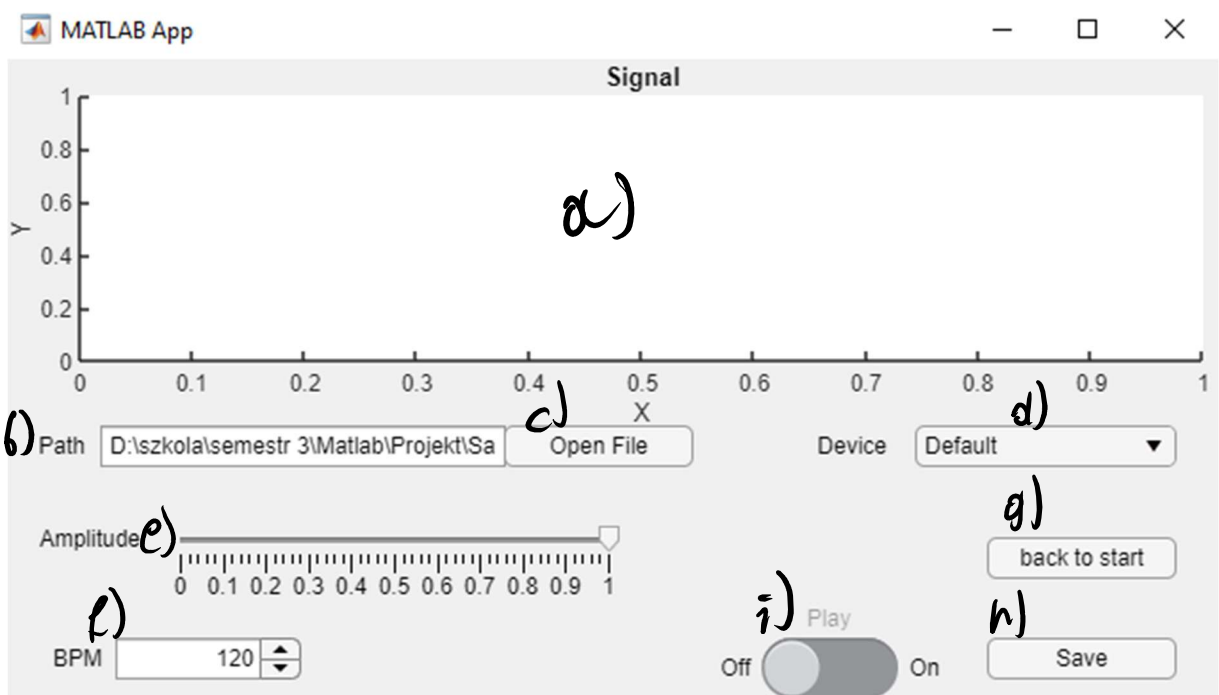 MATLAB App
Signal
1
0.8
0.6
0.4
0.2
0
Y
a)
0 0.1 0.2 0.3 0.4 0.5 0.6 0.7 0.8 0.9 1
X
b) Path D:\szkola\semestr 3\Matlab\Projekt\Sa
c)
Open File
Device
d)
Default
Amplitude e)
0 0.1 0.2 0.3 0.4 0.5 0.6 0.7 0.8 0.9 1
g)
back to start
f)
BPM 120
i) Play
Off On
h)
Save